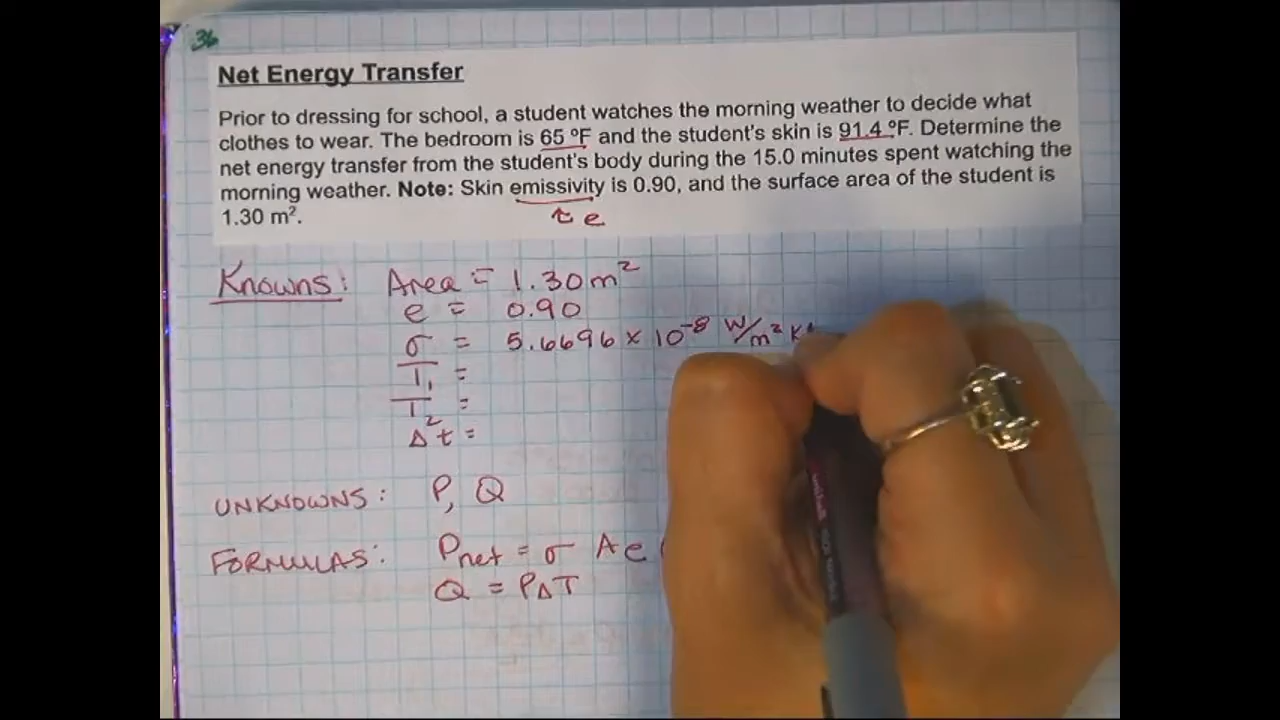 36
Net Energy Transfer
Prior to dressing for school, a student watches the morning weather to decide what
clothes to wear. The bedroom is 65 ºF and the student's skin is 91.4 ºF. Determine the
net energy transfer from the student's body during the 15.0 minutes spent watching the
morning weather. Note: Skin emissivity is 0.90, and the surface area of the student is
1.30 m².
e
Knowns: Area = 1.30 m²
e = 0.90
σ = 5.6696 × 10⁻⁸ W/m² K⁴
T₁ =
T₂ =
Δt =
UNKNOWNS: P, Q
FORMULAS: Pnet = σ A e (
Q = PΔT